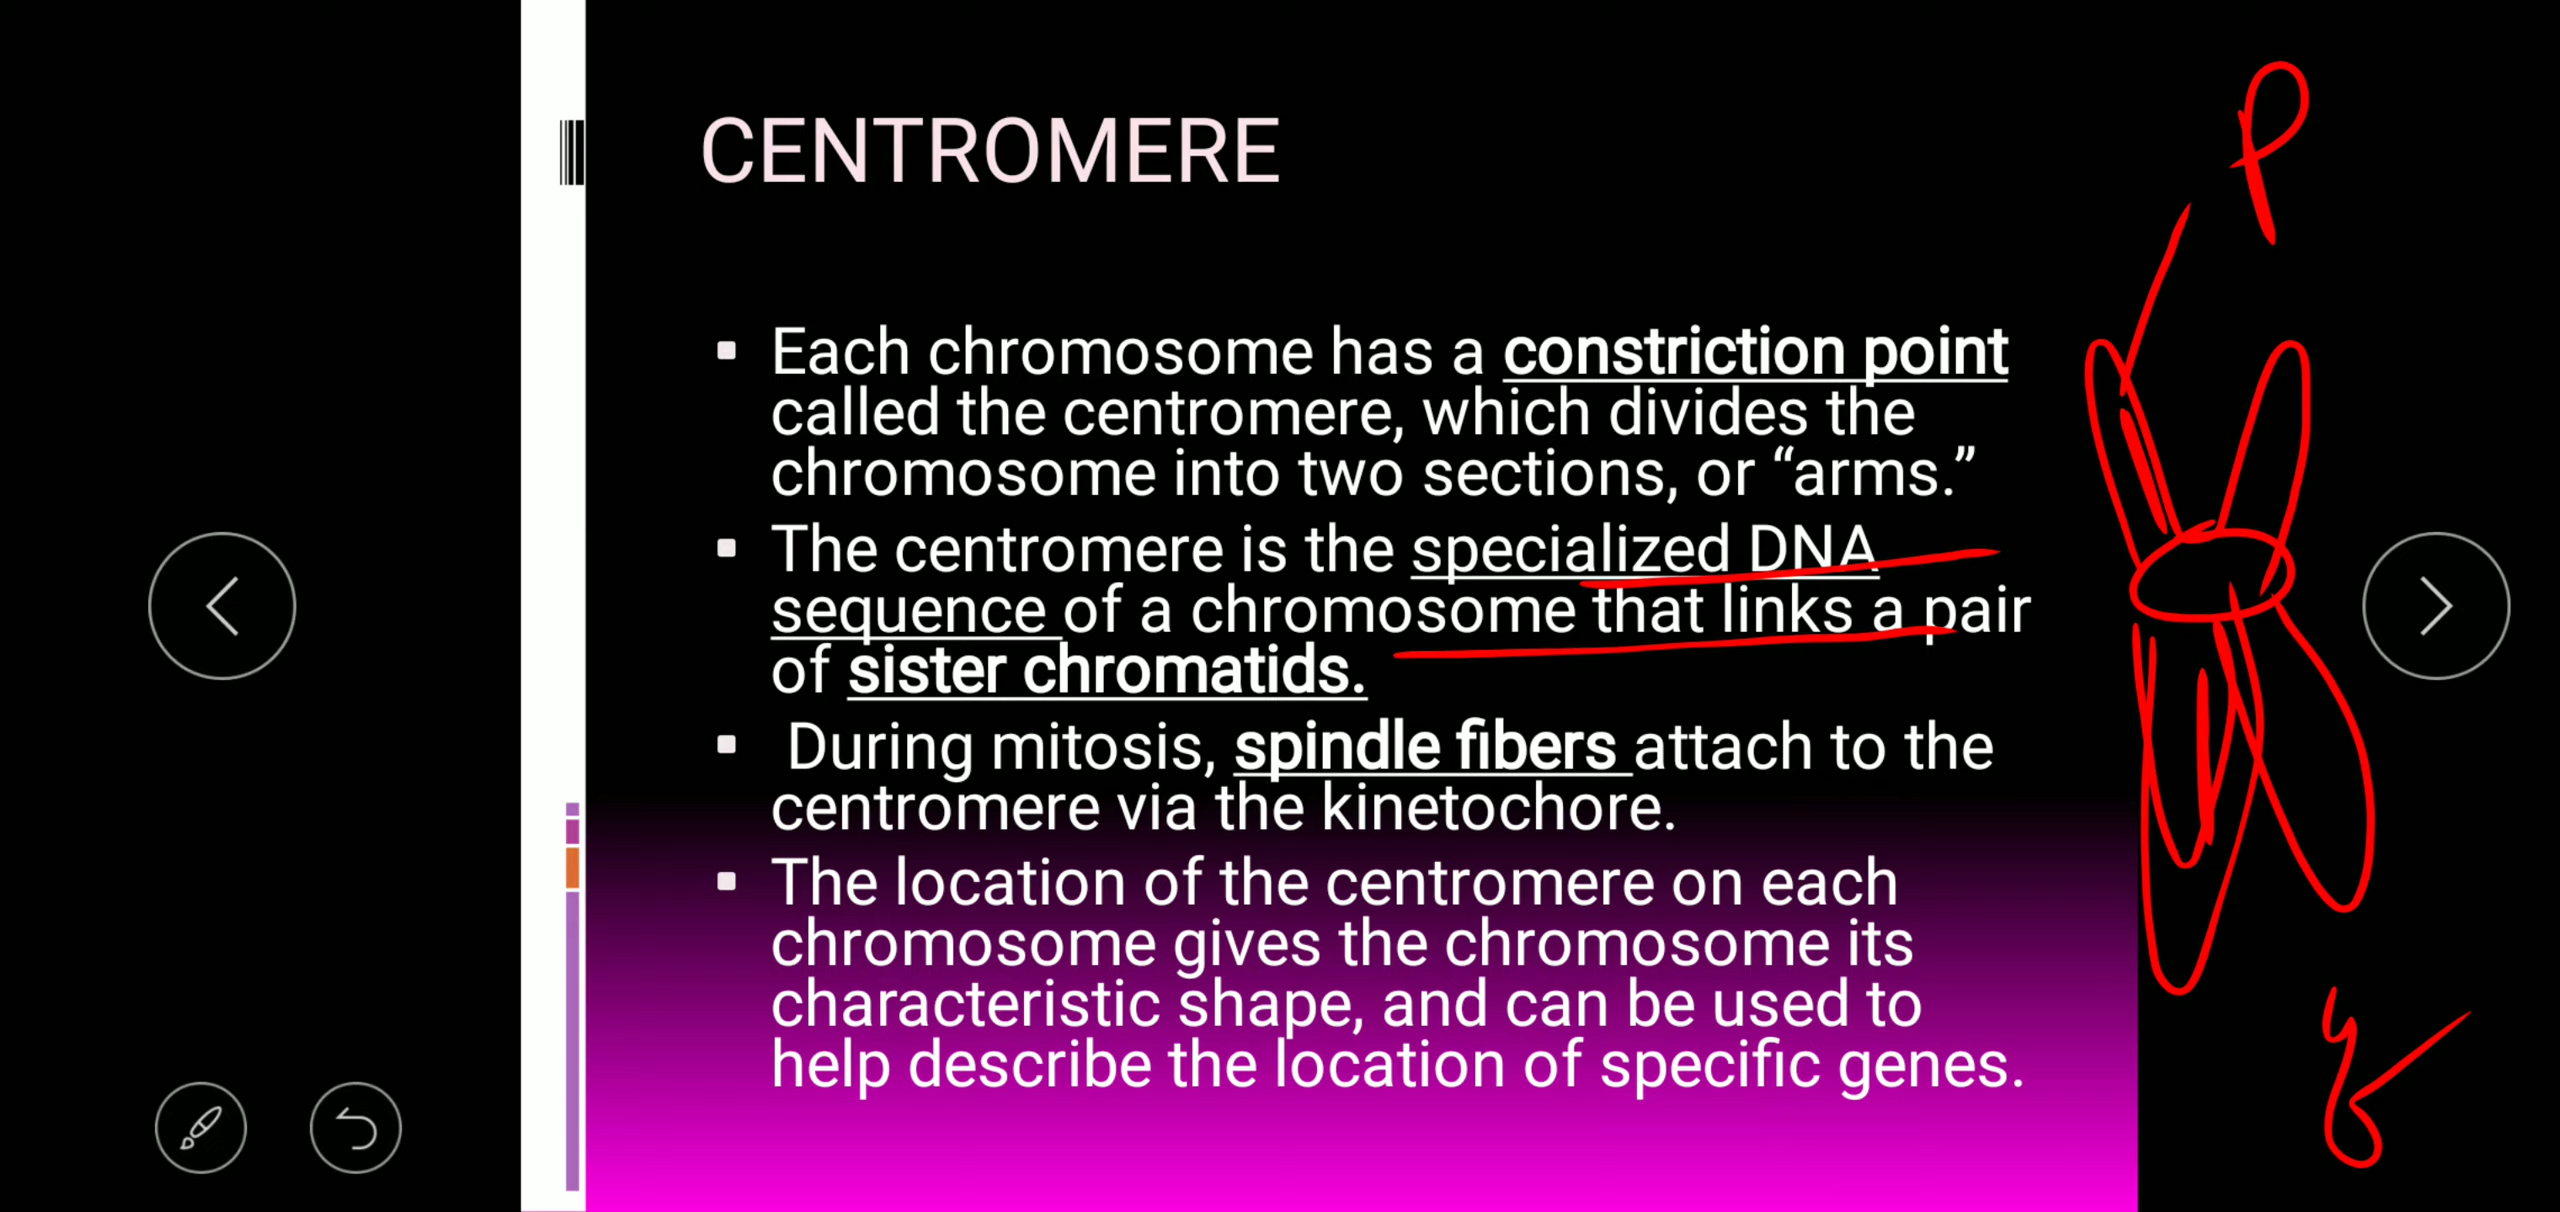 CENTROMERE
P
Each chromosome has a constriction point
called the centromere, which divides the
chromosome into two sections, or “arms.”
The centromere is the specialized DNA
sequence of a chromosome that links a pair
of sister chromatids.
During mitosis, spindle fibers attach to the
centromere via the kinetochore.
The location of the centromere on each
chromosome gives the chromosome its
characteristic shape, and can be used to
help describe the location of specific genes.